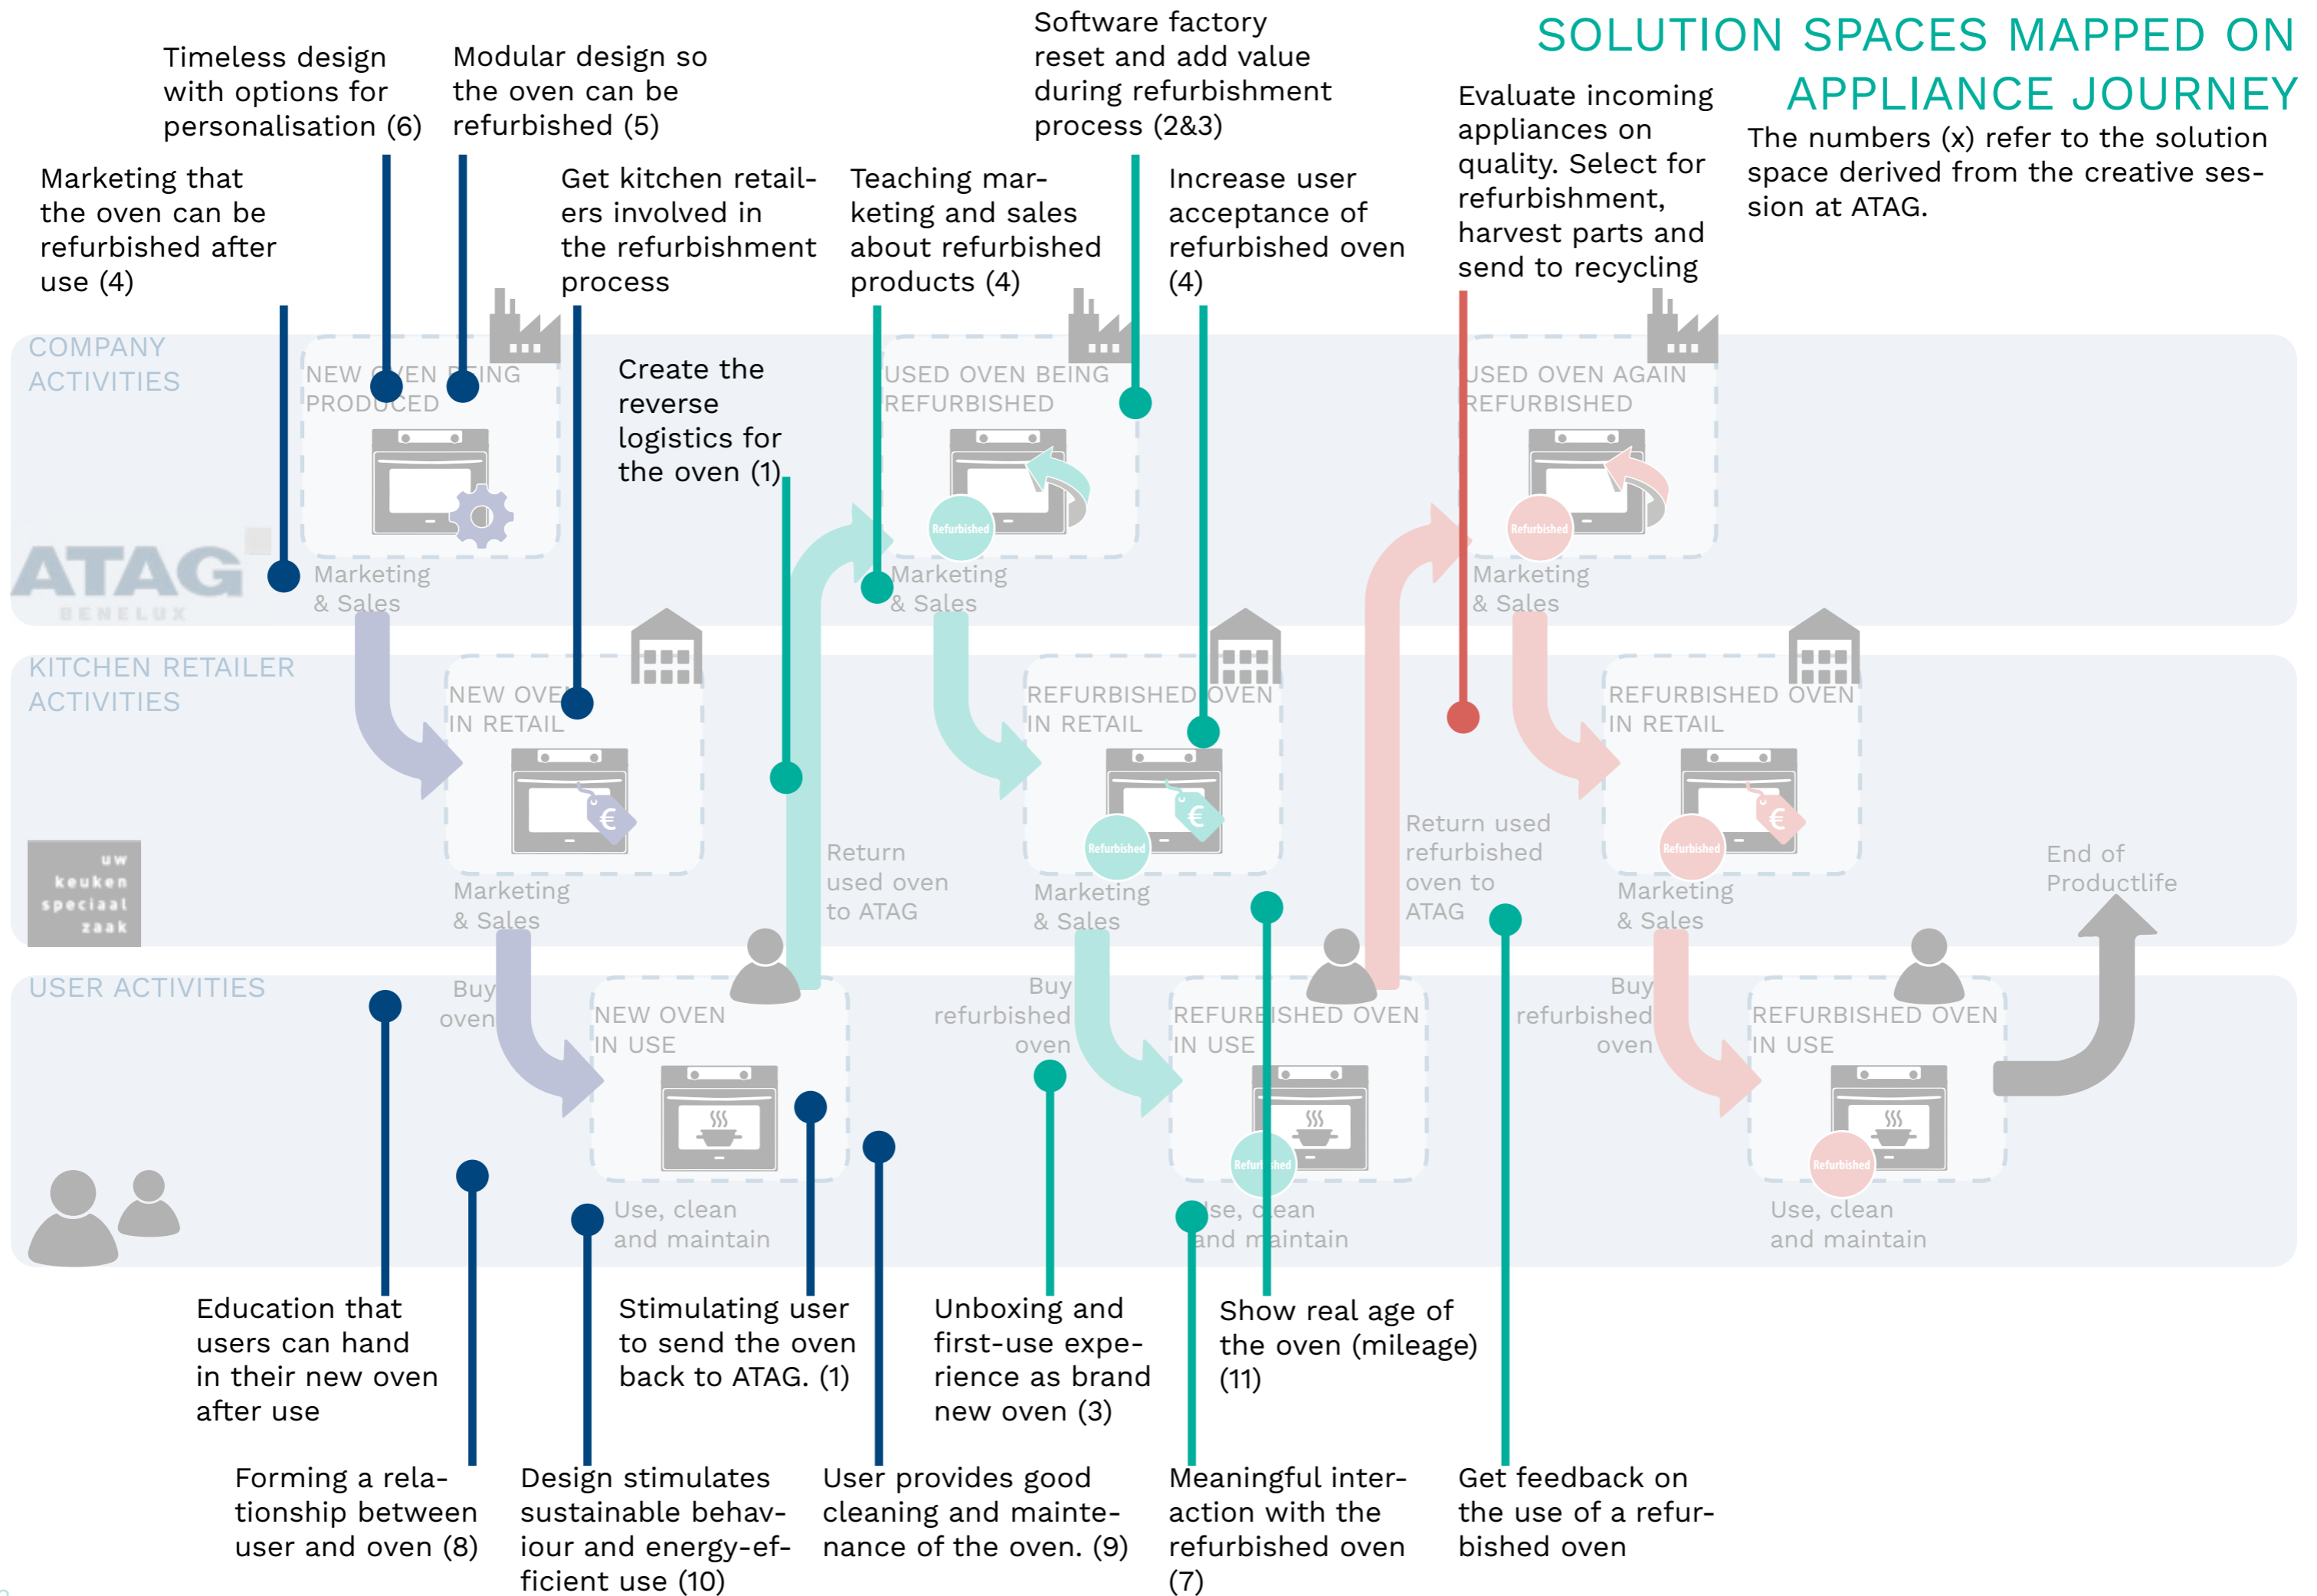 SOLUTION SPACES MAPPED ON
APPLIANCE JOURNEY
The numbers (x) refer to the solution
space derived from the creative ses-
sion at ATAG.
Timeless design
with options for
personalisation (6)
Modular design so
the oven can be
refurbished (5)
Software factory
reset and add value
during refurbishment
process (2&3)
Evaluate incoming
appliances on
quality. Select for
refurbishment,
harvest parts and
send to recycling
Marketing that
the oven can be
refurbished after
use (4)
Get kitchen retail-
ers involved in
the refurbishment
process
Teaching mar-
keting and sales
about refurbished
products (4)
Increase user
acceptance of
refurbished oven
(4)
Create the
reverse
logistics for
the oven (1)
COMPANY
ACTIVITIES
NEW OVEN BEING
PRODUCED
USED OVEN BEING
REFURBISHED
Refurbished
USED OVEN AGAIN
REFURBISHED
Refurbished
ATAG
BENELUX
Marketing
& Sales
Marketing
& Sales
Marketing
& Sales
KITCHEN RETAILER
ACTIVITIES
NEW OVEN
IN RETAIL
€
REFURBISHED OVEN
IN RETAIL
€
Refurbished
REFURBISHED OVEN
IN RETAIL
€
Refurbished
uw
keuken
speciaal
zaak
Marketing
& Sales
Return
used oven
to ATAG
Marketing
& Sales
Return used
refurbished
oven to
ATAG
Marketing
& Sales
End of
Productlife
USER ACTIVITIES
Buy
oven
NEW OVEN
IN USE
Buy
refurbished
oven
REFURBISHED OVEN
IN USE
Refurbished
Buy
refurbished
oven
REFURBISHED OVEN
IN USE
Refurbished
Use, clean
and maintain
Use, clean
and maintain
Use, clean
and maintain
Education that
users can hand
in their new oven
after use
Stimulating user
to send the oven
back to ATAG. (1)
Unboxing and
first-use expe-
rience as brand
new oven (3)
Show real age of
the oven (mileage)
(11)
Forming a rela-
tionship between
user and oven (8)
Design stimulates
sustainable behav-
iour and energy-ef-
ficient use (10)
User provides good
cleaning and mainte-
nance of the oven. (9)
Meaningful inter-
action with the
refurbished oven
(7)
Get feedback on
the use of a refur-
bished oven